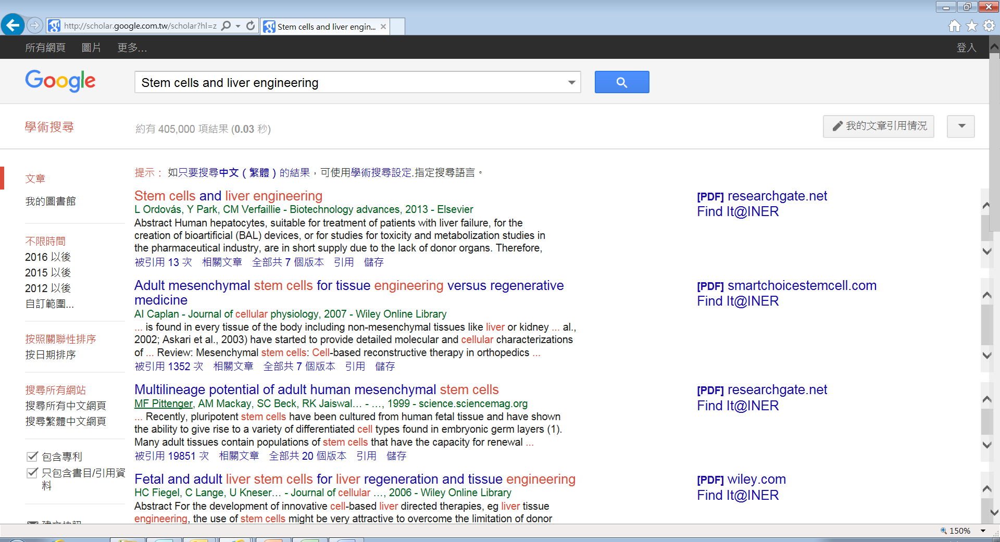 http://scholar.google.com.tw/scholar?hl=z
Stem cells and liver engin...
所有網頁 圖片 更多... 登入
Google
Stem cells and liver engineering
學術搜尋
約有 405,000 項結果 (0.03 秒)
我的文章引用情況
文章
我的圖書館
不限時間
2016 以後
2015 以後
2012 以後
自訂範圍...
按照關聯性排序
按日期排序
搜尋所有網站
搜尋所有中文網頁
搜尋繁體中文網頁
包含專利
只包含書目/引用資
料
建立快訊
提示： 如只要搜尋中文 ( 繁體 ) 的結果，可使用學術搜尋設定.指定搜尋語言。
Stem cells and liver engineering
L Ordovás, Y Park, CM Verfaillie - Biotechnology advances, 2013 - Elsevier
Abstract Human hepatocytes, suitable for treatment of patients with liver failure, for the
creation of bioartificial (BAL) devices, or for studies for toxicity and metabolization studies in
the pharmaceutical industry, are in short supply due to the lack of donor organs. Therefore,
被引用 13 次 相關文章 全部共 7 個版本 引用 儲存
[PDF] researchgate.net
Find It@INER
Adult mesenchymal stem cells for tissue engineering versus regenerative
medicine
AI Caplan - Journal of cellular physiology, 2007 - Wiley Online Library
... is found in every tissue of the body including non-mesenchymal tissues like liver or kidney ... al.,
2002; Askari et al., 2003) have started to provide detailed molecular and cellular characterizations
of ... Review: Mesenchymal stem cells: Cell-based reconstructive therapy in orthopedics ...
被引用 1352 次 相關文章 全部共 7 個版本 引用 儲存
[PDF] smartchoicestemcell.com
Find It@INER
Multilineage potential of adult human mesenchymal stem cells
MF Pittenger, AM Mackay, SC Beck, RK Jaiswal... - ..., 1999 - science.sciencemag.org
... Recently, pluripotent stem cells have been cultured from human fetal tissue and have shown
the ability to give rise to a variety of differentiated cell types found in embryonic germ layers (1).
Many adult tissues contain populations of stem cells that have the capacity for renewal ...
被引用 19851 次 相關文章 全部共 20 個版本 引用 儲存
[PDF] researchgate.net
Find It@INER
Fetal and adult liver stem cells for liver regeneration and tissue engineering
HC Fiegel, C Lange, U Kneser... - Journal of cellular ..., 2006 - Wiley Online Library
Abstract For the development of innovative cell-based liver directed therapies, eg liver tissue
engineering, the use of stem cells might be very attractive to overcome the limitation of donor
[PDF] wiley.com
Find It@INER
150%